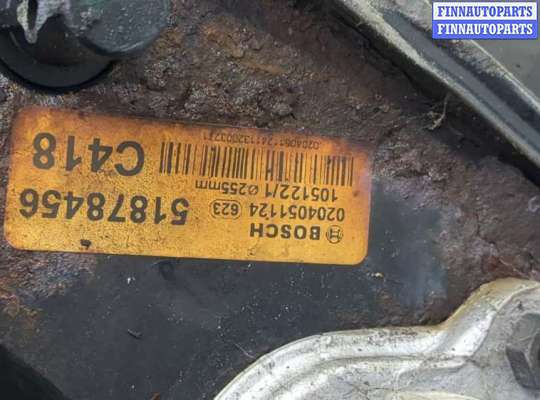 FINNAUTOPARTS
FINNAUTOPARTS
BOSCH
0204051124 623
105122/1 Ø255mm
51878456
C418